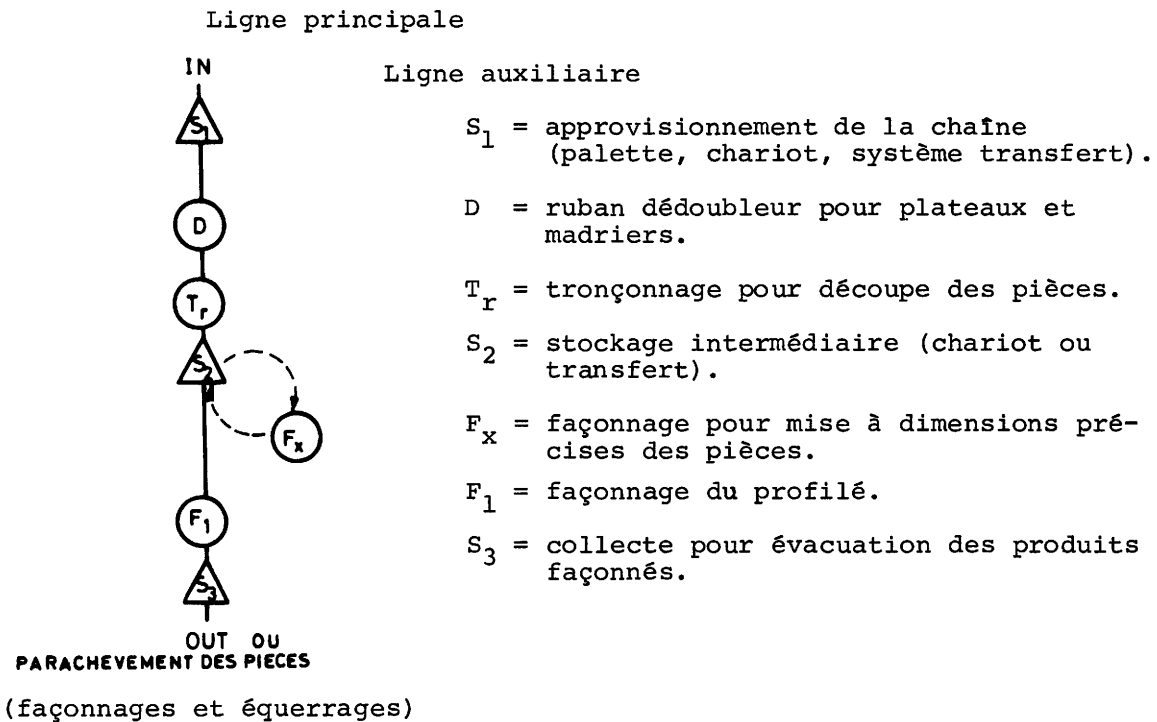 Ligne principale
IN
Ligne auxiliaire
S1
S1 = approvisionnement de la chaîne
(palette, chariot, système transfert).
D
D = ruban dédoubleur pour plateaux et
madriers.
Tr
Tr = tronçonnage pour découpe des pièces.
S2
S2 = stockage intermédiaire (chariot ou
transfert).
Fx
Fx = façonnage pour mise à dimensions pré-
cises des pièces.
F1
F1 = façonnage du profilé.
S3
S3 = collecte pour évacuation des produits
façonnés.
OUT OU
PARACHEVEMENT DES PIECES
(façonnages et équerrages)